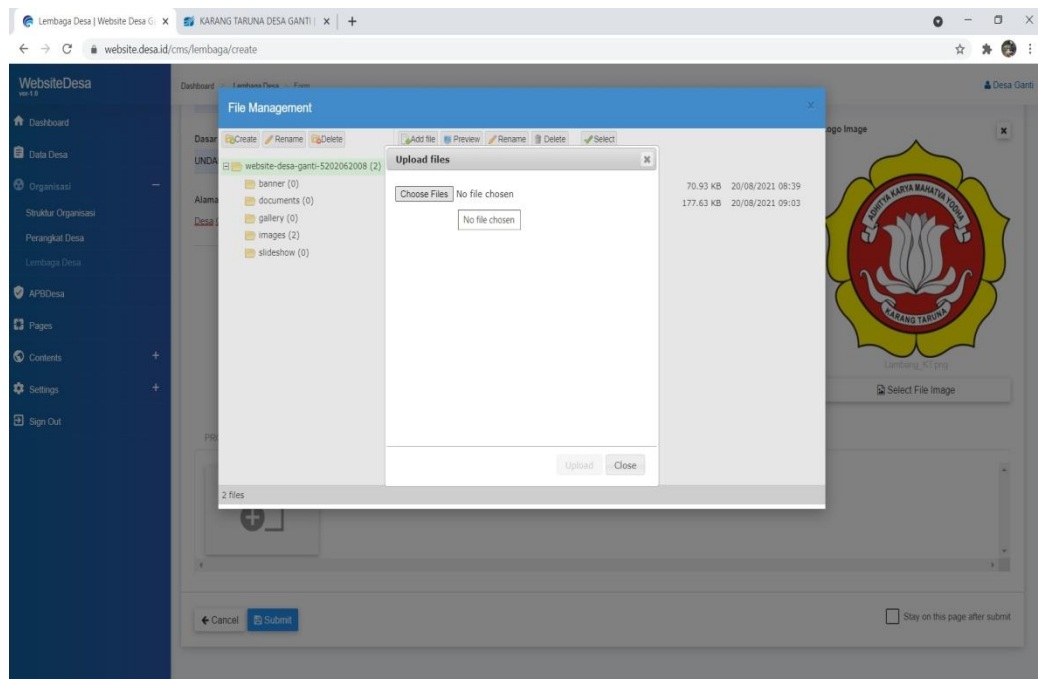 Lembaga Desa | Website Desa G
KARANG TARUNA DESA GANTI |
website.desa.id/cms/lembaga/create
WebsiteDesa
ver 1.0
Dashboard
Data Desa
Organisasi
Struktur Organisasi
Perangkat Desa
Lembaga Desa
APBDesa
Pages
Contents
Settings
Sign Out
Dashboard > Lembaga Desa > Form
Desa Ganti
File Management
Dasar
UNDA
Alama
Desa
Create Rename Delete
Add file Preview Rename Delete Select
website-desa-ganti-5202062008 (2)
banner (0)
documents (0)
gallery (0)
images (2)
slideshow (0)
Upload files
Choose Files No file chosen
No file chosen
70.93 KB 20/08/2021 08:39
177.63 KB 20/08/2021 09:03
Upload Close
2 files
ogo Image
ADHITYA KARYA MAHATVA YODHA
KARANG TARUNA
Lambang_KT.png
Select File Image
PR
Cancel Submit
Stay on this page after submit